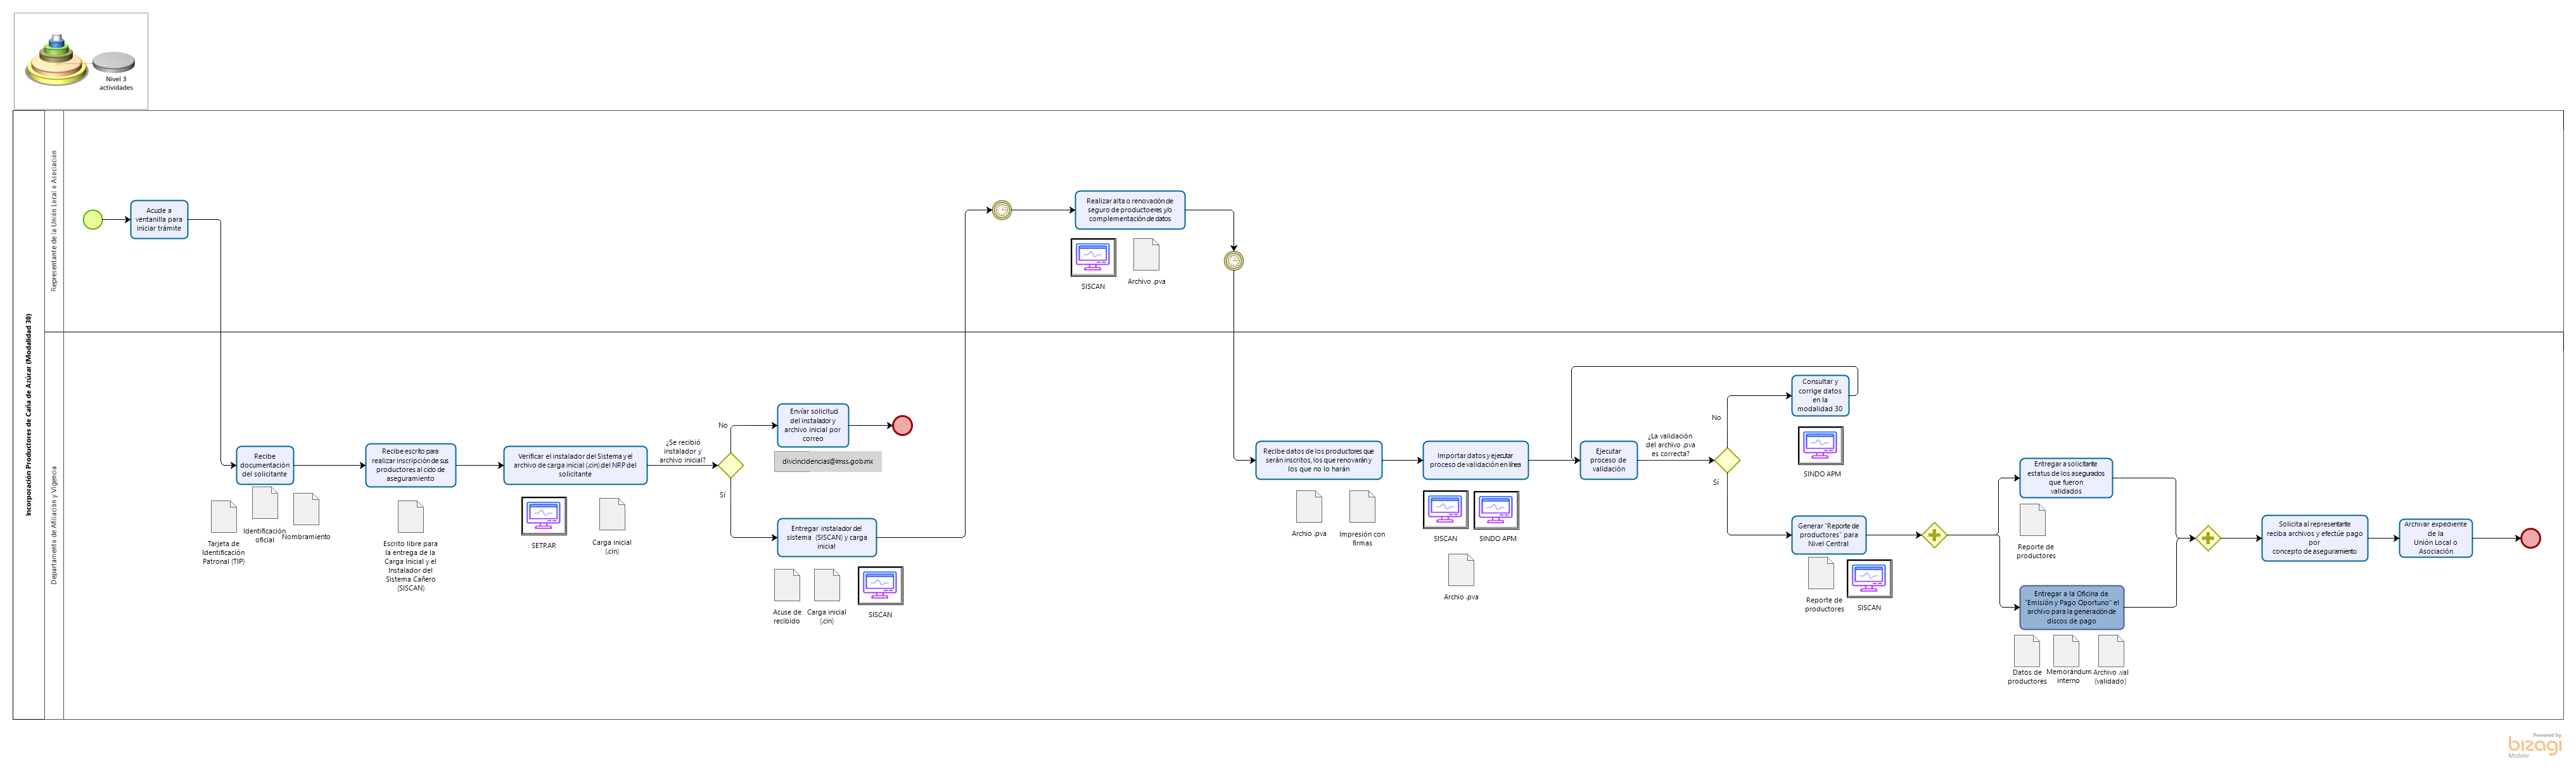 Nivel 3
actividades
Incorporación Productores de Caña de Azúcar (Modalidad 30)
Representante de la Unión Local o Asociación
Acude a
ventanilla para
iniciar trámite
Realizar alta o renovación de
seguro de productoeres y/o
complementación de datos
SISCAN
Archivo .pva
Departamento de Afiliación y Vigencia
Recibe
documentación
del solicitante
Tarjeta de
Identificación
Patronal (TIP)
Identificación
oficial
Nombramiento
Recibe escrito para
realizar inscripción de sus
productores al ciclo de
aseguramiento
Escrito libre para
la entrega de la
Carga Inicial y el
Instalador del
Sistema Cañero
(SISCAN)
Verificar el instalador del Sistema y el
archivo de carga inicial (.cin) del NRP del
solicitante
SETRAR
Carga inicial
(.cin)
¿Se recibió
instalador y
archivo inicial?
No
Sí
Envíar solicitud
del instalador y
archivo inicial por
correo
divcincidencias@imss.gob.mx
Entregar instalador del
sistema (SISCAN) y carga
inicial
Acuse de
recibido
Carga inicial
(.cin)
SISCAN
Recibe datos de los productores que
serán inscritos, los que renovarán y
los que no lo harán
Archio .pva
Impresión con
firmas
Importar datos y ejecutar
proceso de validación en línea
SISCAN
SINDO APM
Archio .pva
Ejecutar
proceso de
validación
¿La validación
del archivo .pva
es correcta?
No
Sí
Consultar y
corrige datos
en la
modalidad 30
SINDO APM
Generar "Reporte de
productores" para
Nivel Central
Reporte de
productores
SISCAN
Entregar a solicitante
estatus de los asegurados
que fueron
validados
Reporte de
productores
Entregar a la Oficina de
"Emisión y Pago Oportuno" el
archivo para la generación de
discos de pago
Datos de
productores
Memorándum
interno
Archivo .val
(validado)
Solicita al representante
reciba archivos y efectúe pago
por
concepto de aseguramiento
Archivar expediente
de la
Unión Local o
Asociación
Powered by
bizagi
Modeler